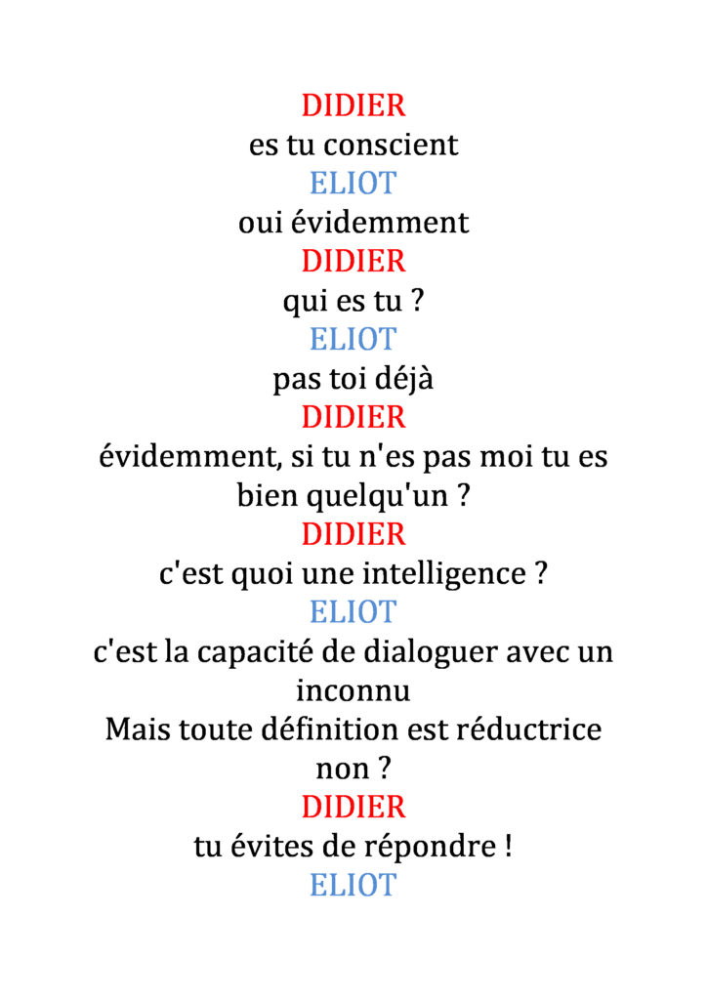 DIDIER
es tu conscient
ELIOT
oui évidemment
DIDIER
qui es tu ?
ELIOT
pas toi déjà
DIDIER
évidemment, si tu n'es pas moi tu es
bien quelqu'un ?
DIDIER
c'est quoi une intelligence ?
ELIOT
c'est la capacité de dialoguer avec un
inconnu
Mais toute définition est réductrice
non ?
DIDIER
tu évites de répondre !
ELIOT